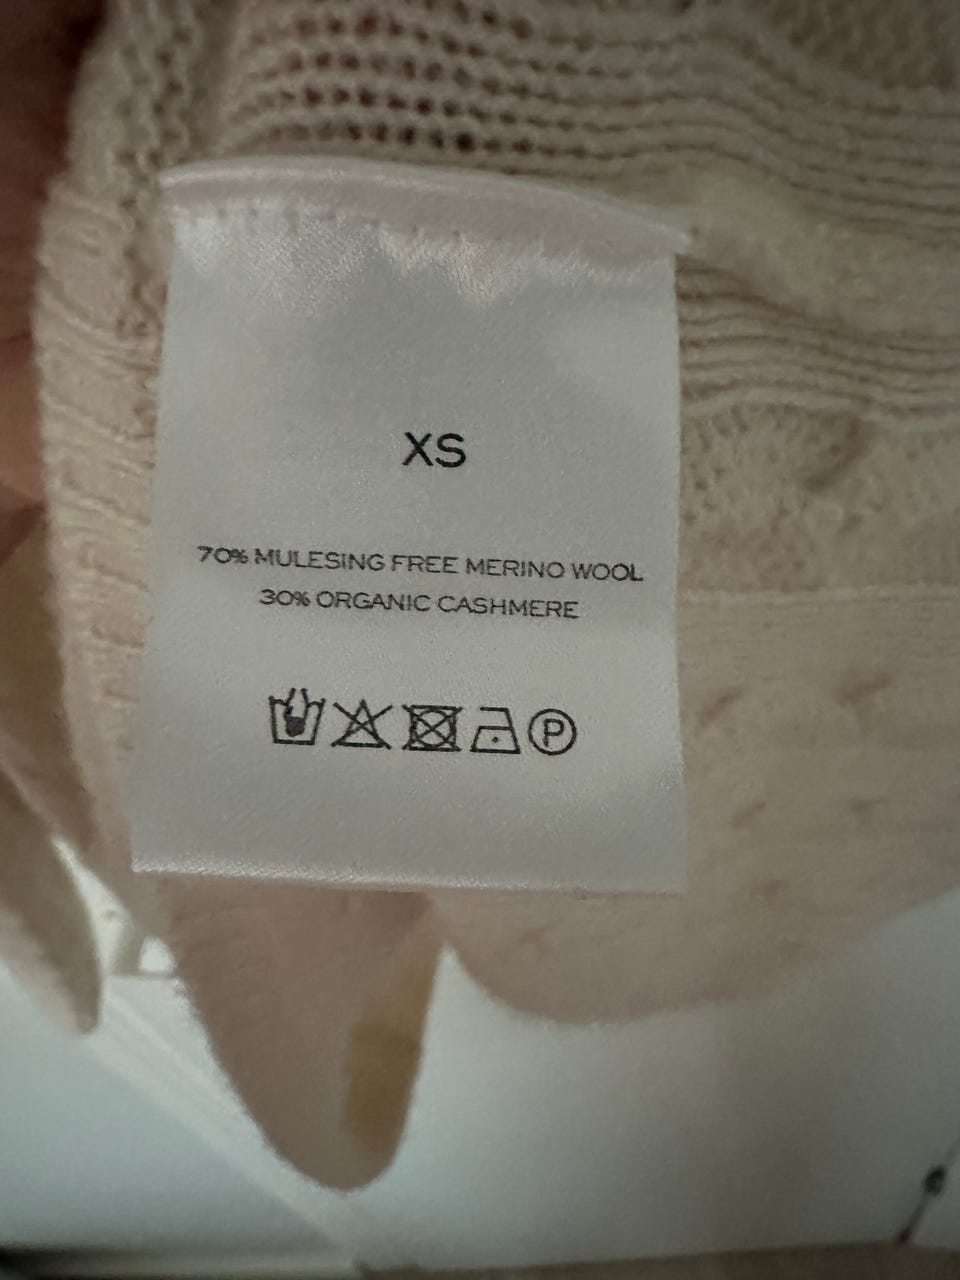 XS
70% MULESING FREE MERINO WOOL
30% ORGANIC CASHMERE
P